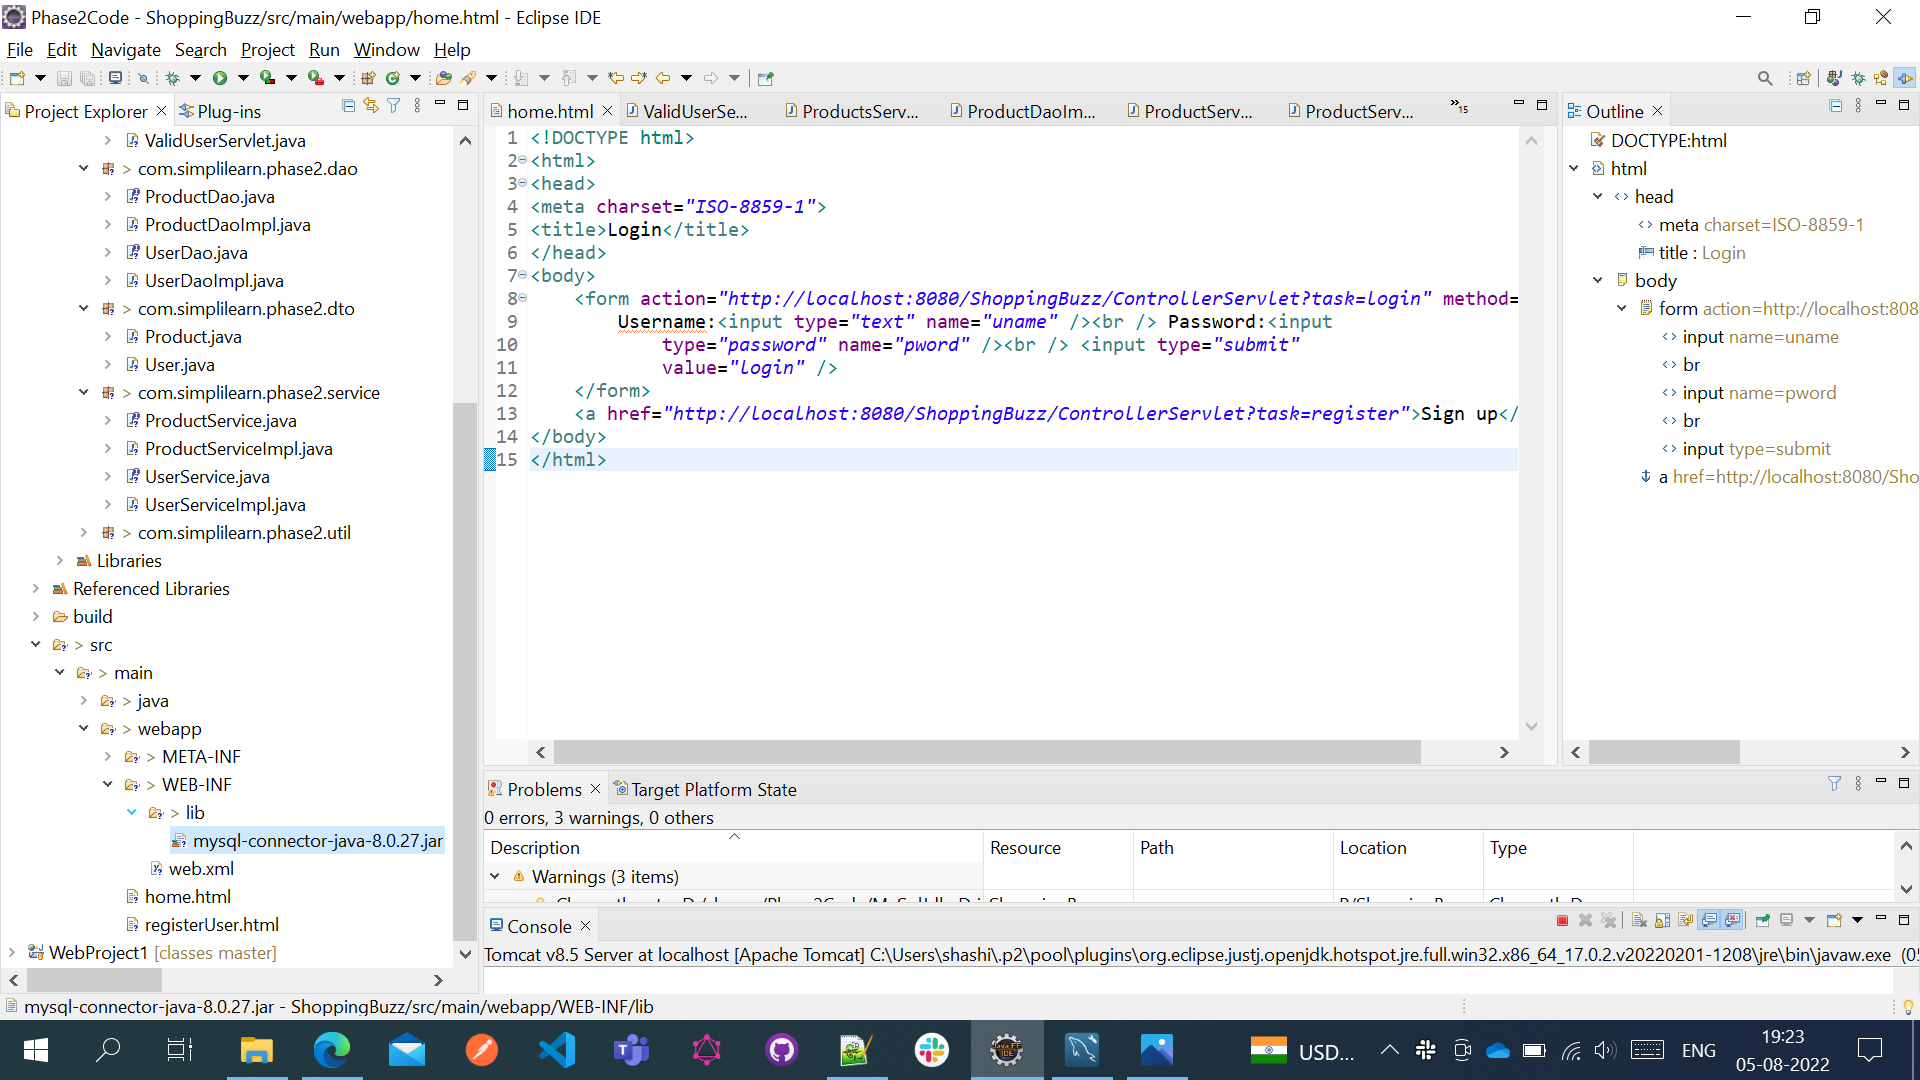 Phase2Code - ShoppingBuzz/src/main/webapp/home.html - Eclipse IDE
File Edit Navigate Search Project Run Window Help
Project Explorer
Plug-ins
ValidUserServlet.java
> com.simplilearn.phase2.dao
ProductDao.java
ProductDaoImpl.java
UserDao.java
UserDaoImpl.java
> com.simplilearn.phase2.dto
Product.java
User.java
> com.simplilearn.phase2.service
ProductService.java
ProductServiceImpl.java
UserService.java
UserServiceImpl.java
> com.simplilearn.phase2.util
Libraries
Referenced Libraries
build
> src
> main
> java
> webapp
> META-INF
> WEB-INF
> lib
mysql-connector-java-8.0.27.jar
web.xml
home.html
registerUser.html
WebProject1 [classes master]
home.html ValidUserSe... ProductsServ... ProductDaoIm... ProductServ... ProductServ... »15
1 <!DOCTYPE html>
2 <html>
3 <head>
4 <meta charset="ISO-8859-1">
5 <title>Login</title>
6 </head>
7 <body>
8 <form action="http://localhost:8080/ShoppingBuzz/ControllerServlet?task=login" method=
9 Username:<input type="text" name="uname" /><br /> Password:<input
10 type="password" name="pword" /><br /> <input type="submit"
11 value="login" />
12 </form>
13 <a href="http://localhost:8080/ShoppingBuzz/ControllerServlet?task=register">Sign up</
14 </body>
15 </html>
Outline
DOCTYPE:html
html
head
meta charset=ISO-8859-1
title : Login
body
form action=http://localhost:808
input name=uname
br
input name=pword
br
input type=submit
a href=http://localhost:8080/Sho
Problems
Target Platform State
0 errors, 3 warnings, 0 others
Description Resource Path Location Type
Warnings (3 items)
Console
Tomcat v8.5 Server at localhost [Apache Tomcat] C:\Users\shashi\.p2\pool\plugins\org.eclipse.justj.openjdk.hotspot.jre.full.win32.x86_64_17.0.2.v20220201-1208\jre\bin\javaw.exe (05
mysql-connector-java-8.0.27.jar - ShoppingBuzz/src/main/webapp/WEB-INF/lib
USD...
ENG
19:23
05-08-2022